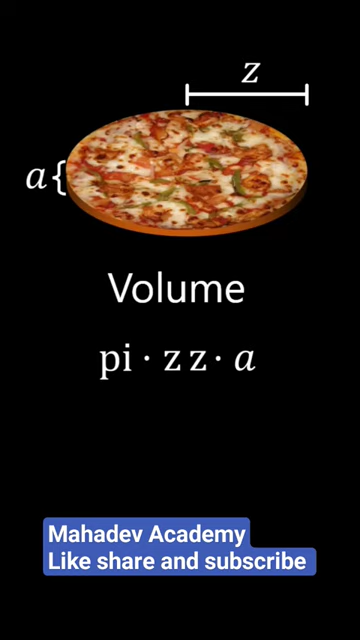 z
a {
Volume
pi · z z · a
Mahadev Academy
Like share and subscribe